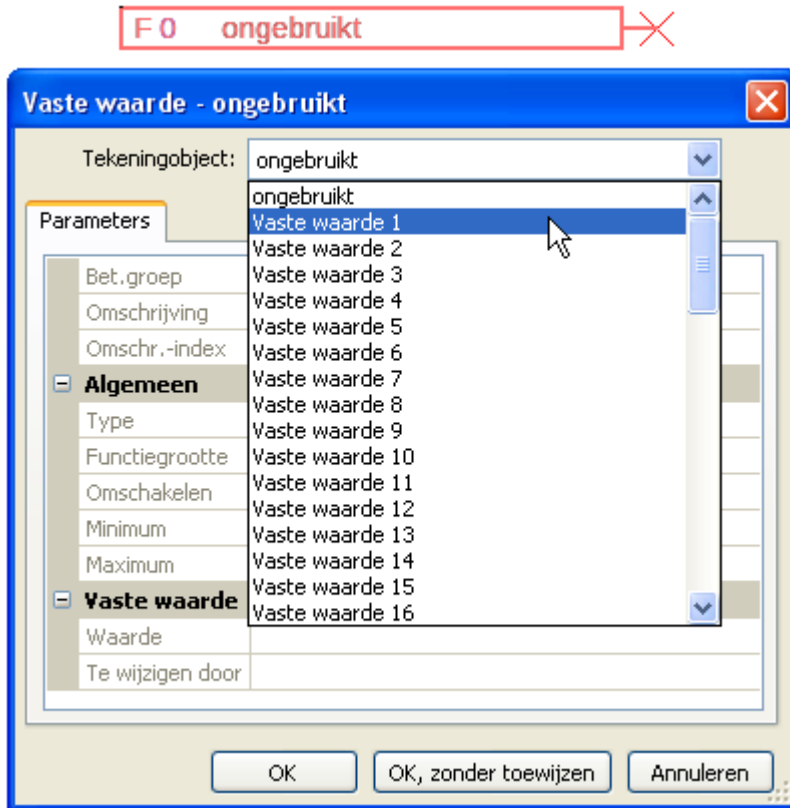 F 0 ongebruikt
Vaste waarde - ongebruikt
Tekeningobject: ongebruikt
ongebruikt
Parameters
Vaste waarde 1
Vaste waarde 2
Bet.groep
Vaste waarde 3
Omschrijving
Vaste waarde 4
Vaste waarde 5
Omschr.-index
Vaste waarde 6
Algemeen
Vaste waarde 7
Type
Vaste waarde 8
Vaste waarde 9
Functiegrootte
Vaste waarde 10
Omschakelen
Vaste waarde 11
Vaste waarde 12
Minimum
Vaste waarde 13
Maximum
Vaste waarde 14
Vaste waarde
Vaste waarde 15
Vaste waarde 16
Waarde
Te wijzigen door
OK
OK, zonder toewijzen
Annuleren